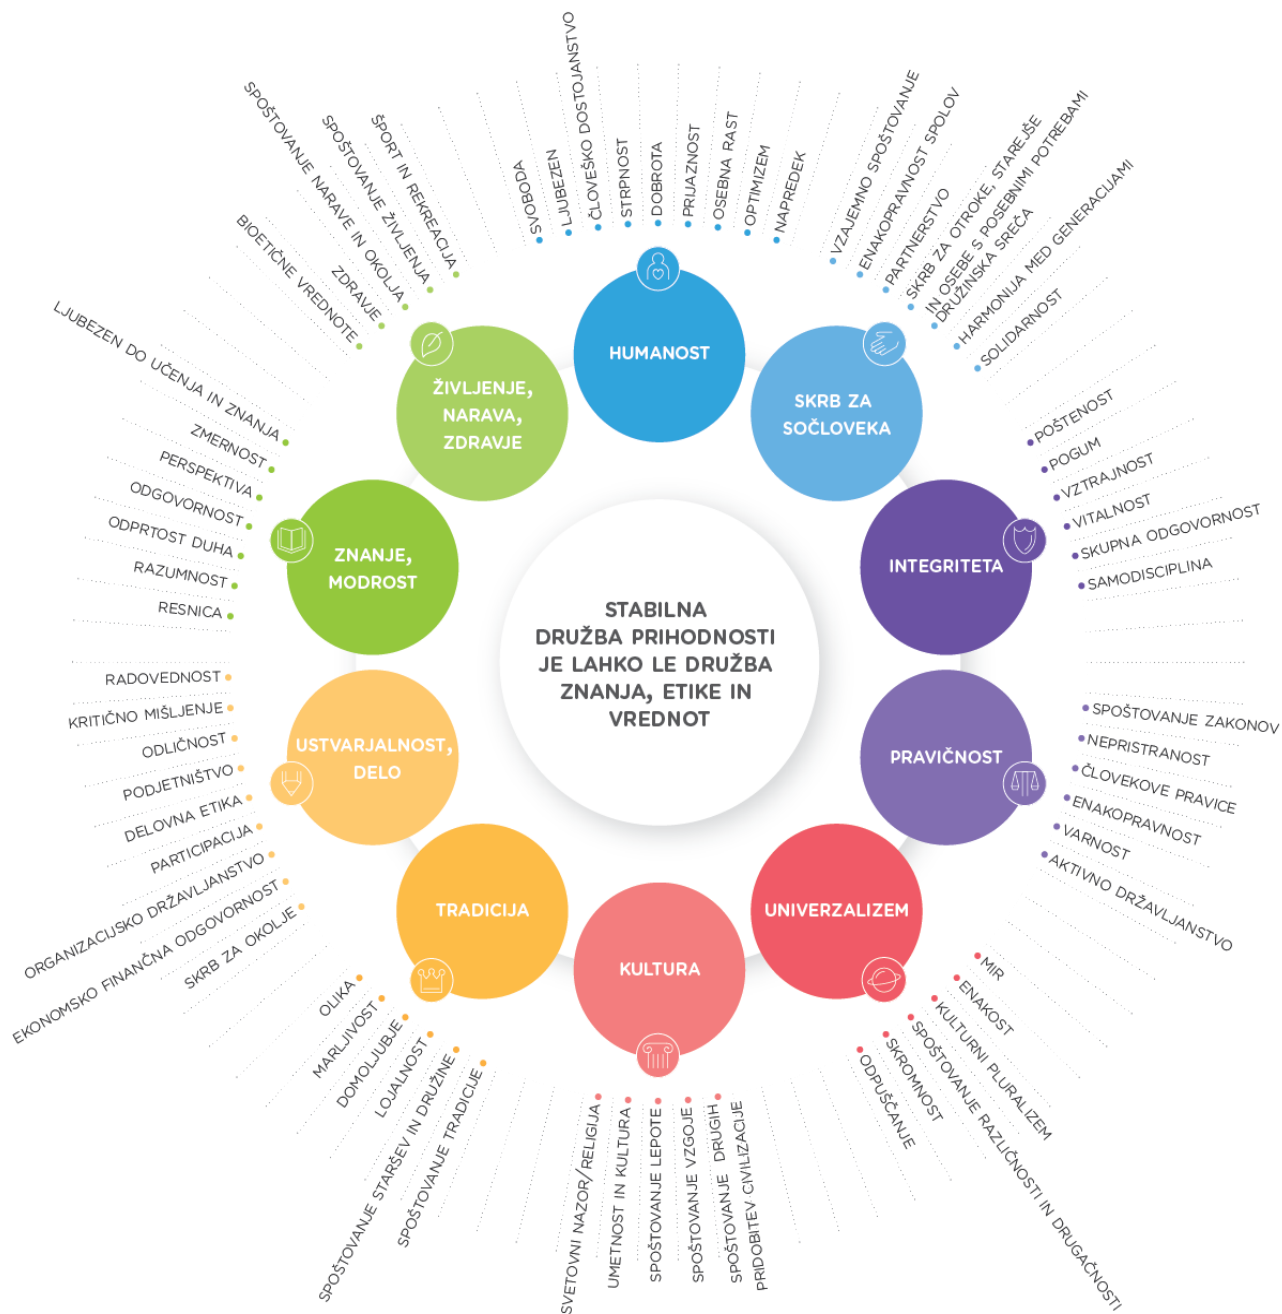 STABILNA
DRUŽBA PRIHODNOSTI
JE LAHKO LE DRUŽBA
ZNANJA, ETIKE IN
VREDNOT
HUMANOST
SVOBODA
LJUBEZEN
ČLOVEŠKO DOSTOJANSTVO
STRPNOST
DOBROTA
PRIJAZNOST
OSEBNA RAST
OPTIMIZEM
NAPREDEK
SKRB ZA
SOČLOVEKA
VZAJEMNO SPOŠTOVANJE
ENAKOPRAVNOST SPOLOV
PARTNERSTVO
SKRB ZA OTROKE, STAREJŠE
IN OSEBE S POSEBNIMI POTREBAMI
DRUŽINSKA SREČA
HARMONIJA MED GENERACIJAMI
SOLIDARNOST
INTEGRITETA
POŠTENOST
POGUM
VZTRAJNOST
VITALNOST
SKUPNA ODGOVORNOST
SAMODISCIPLINA
PRAVIČNOST
SPOŠTOVANJE ZAKONOV
NEPRISTRANOST
ČLOVEKOVE PRAVICE
ENAKOPRAVNOST
VARNOST
AKTIVNO DRŽAVLJANSTVO
UNIVERZALIZEM
MIR
ENAKOST
KULTURNI PLURALIZEM
SPOŠTOVANJE RAZLIČNOSTI IN DRUGAČNOSTI
SKROMNOST
ODPUŠČANJE
KULTURA
SVETOVNI NAZOR/RELIGIJA
UMETNOST IN KULTURA
SPOŠTOVANJE LEPOTE
SPOŠTOVANJE VZGOJE
SPOŠTOVANJE DRUGIH
PRIDOBITEV CIVILIZACIJE
TRADICIJA
OLIKA
MARLJIVOST
DOMOLJUBJE
LOJALNOST
SPOŠTOVANJE STARŠEV IN DRUŽINE
SPOŠTOVANJE TRADICIJE
USTVARJALNOST,
DELO
RADOVEDNOST
KRITIČNO MIŠLJENJE
ODLIČNOST
PODJETNIŠTVO
DELOVNA ETIKA
PARTICIPACIJA
ORGANIZACIJSKO DRŽAVLJANSTVO
EKONOMSKO FINANČNA ODGOVORNOST
SKRB ZA OKOLJE
ZNANJE,
MODROST
LJUBEZEN DO UČENJA IN ZNANJA
ZMERNOST
PERSPEKTIVA
ODGOVORNOST
ODPRTOST DUHA
RAZUMNOST
RESNICA
ŽIVLJENJE,
NARAVA,
ZDRAVJE
BIOETIČNE VREDNOTE
ZDRAVJE
SPOŠTOVANJE NARAVE IN OKOLJA
SPOŠTOVANJE ŽIVLJENJA
ŠPORT IN REKREACIJA